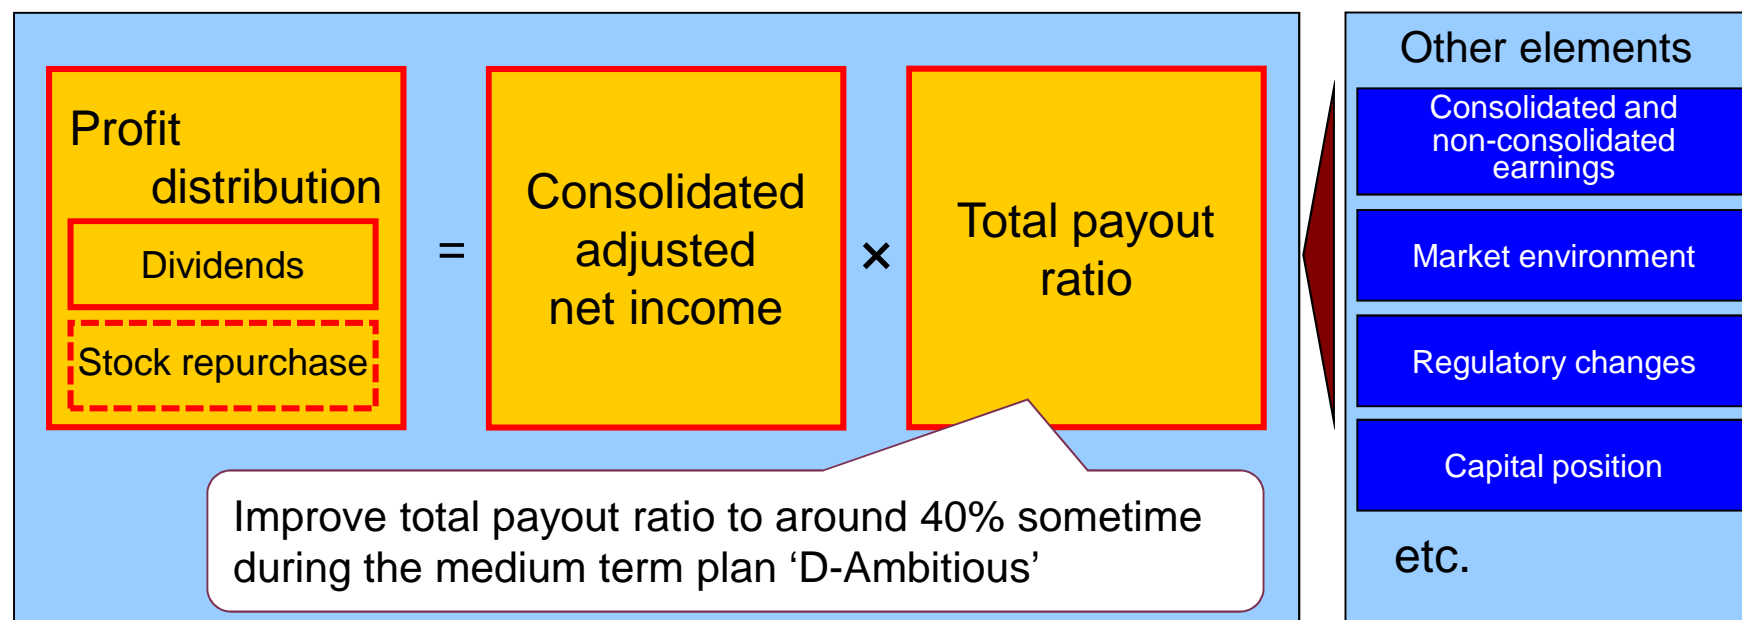 Profit
distribution
Dividends
Stock repurchase
=
Consolidated
adjusted
net income
×
Total payout
ratio
Improve total payout ratio to around 40% sometime
during the medium term plan ‘D-Ambitious’
Other elements
Consolidated and
non-consolidated
earnings
Market environment
Regulatory changes
Capital position
etc.